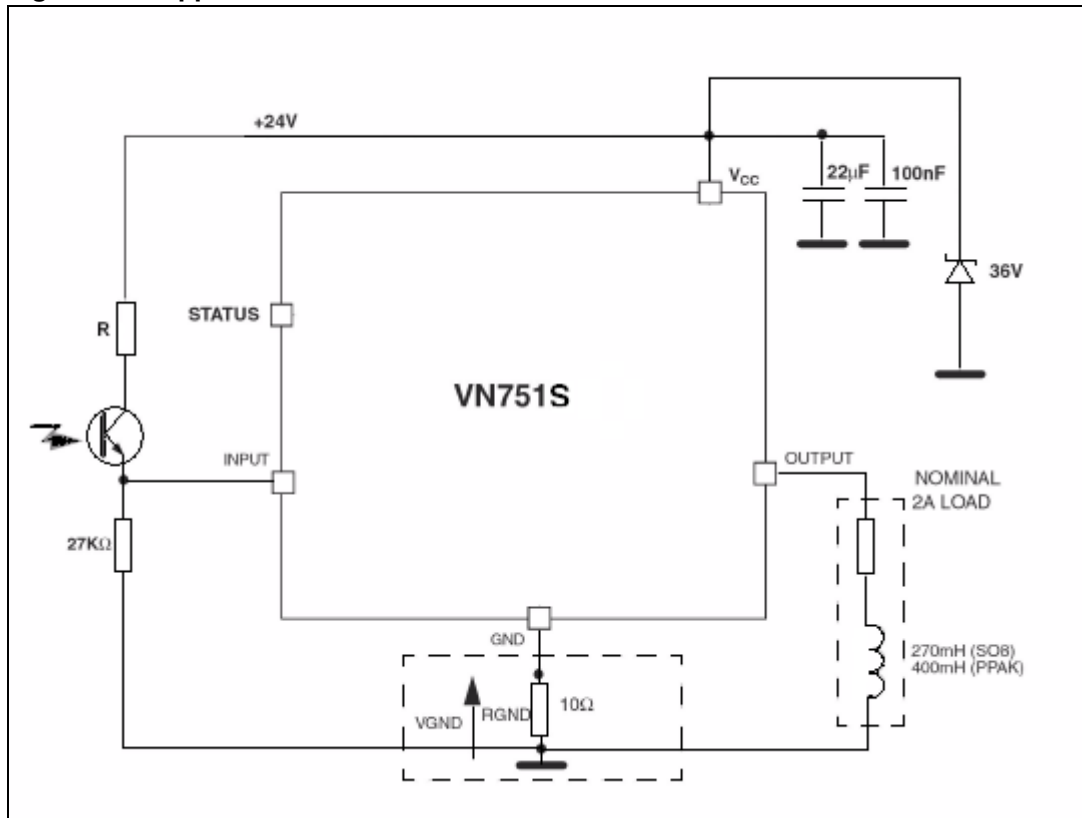 +24V
VCC
22μF
100nF
36V
STATUS
R
VN751S
INPUT
OUTPUT
NOMINAL
2A LOAD
27KΩ
GND
270mH (SO8)
400mH (PPAK)
VGND
RGND
10Ω